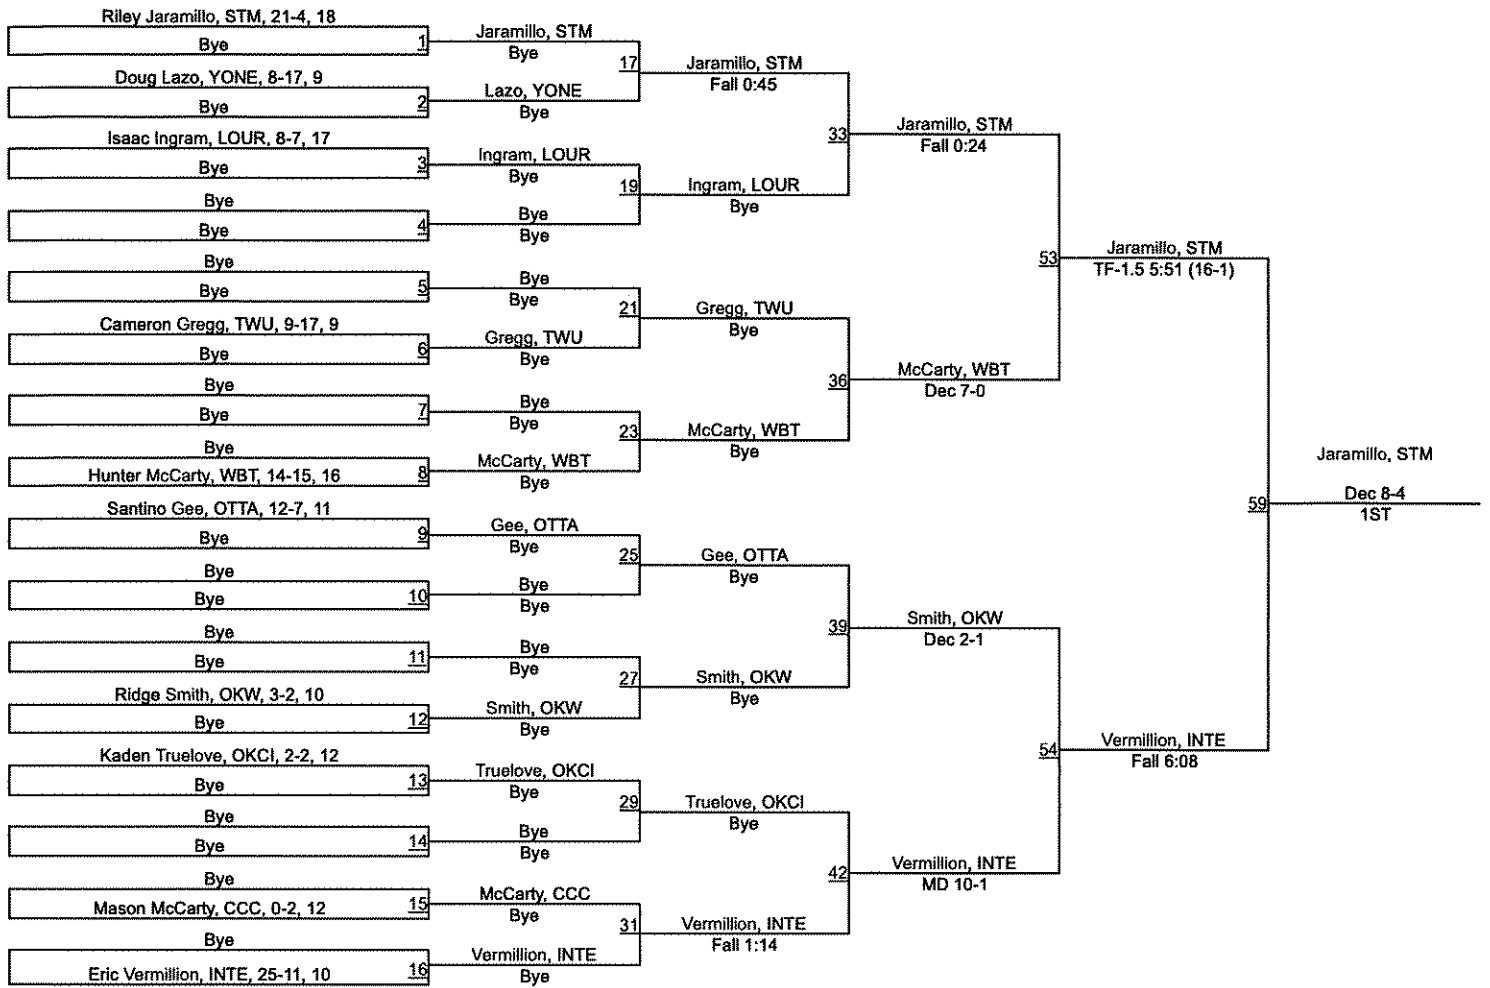 Riley Jaramillo, STM, 21-4, 18
Bye
1
Doug Lazo, YONE, 8-17, 9
Bye
2
Isaac Ingram, LOUR, 8-7, 17
Bye
3
Bye
Bye
4
Bye
Bye
5
Cameron Gregg, TWU, 9-17, 9
Bye
6
Bye
Bye
7
Bye
Hunter McCarty, WBT, 14-15, 16
8
Santino Gee, OTTA, 12-7, 11
Bye
9
Bye
Bye
10
Bye
Bye
11
Ridge Smith, OKW, 3-2, 10
Bye
12
Kaden Truelove, OKCI, 2-2, 12
Bye
13
Bye
Bye
14
Bye
Mason McCarty, CCC, 0-2, 12
15
Bye
Eric Vermillion, INTE, 25-11, 10
16
Jaramillo, STM
Bye
17
Lazo, YONE
Bye
Ingram, LOUR
Bye
19
Bye
Bye
Bye
Bye
21
Gregg, TWU
Bye
Bye
Bye
23
McCarty, WBT
Bye
Gee, OTTA
Bye
25
Bye
Bye
Bye
Bye
27
Smith, OKW
Bye
Truelove, OKCI
Bye
29
Bye
Bye
McCarty, CCC
Bye
31
Vermillion, INTE
Bye
Jaramillo, STM
Fall 0:45
33
Ingram, LOUR
Bye
Gregg, TWU
Bye
36
McCarty, WBT
Bye
Gee, OTTA
Bye
39
Smith, OKW
Bye
Truelove, OKCI
Bye
42
Vermillion, INTE
Fall 1:14
Jaramillo, STM
Fall 0:24
53
McCarty, WBT
Dec 7-0
Smith, OKW
Dec 2-1
54
Vermillion, INTE
MD 10-1
Jaramillo, STM
TF-1.5 5:51 (16-1)
59
Vermillion, INTE
Fall 6:08
Jaramillo, STM
Dec 8-4
1ST